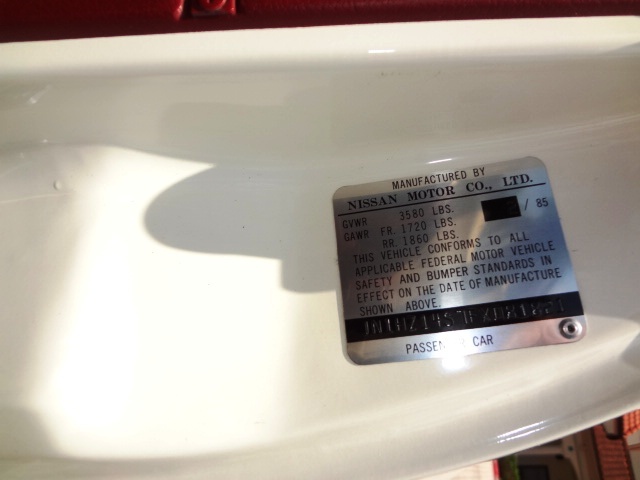 MANUFACTURED BY
NISSAN MOTOR CO., LTD.
GVWR 3580 LBS. / 85
GAWR FR. 1720 LBS.
RR. 1860 LBS.
THIS VEHICLE CONFORMS TO ALL
APPLICABLE FEDERAL MOTOR VEHICLE
SAFETY AND BUMPER STANDARDS IN
EFFECT ON THE DATE OF MANUFACTURE
SHOWN ABOVE.
PASSENGER CAR